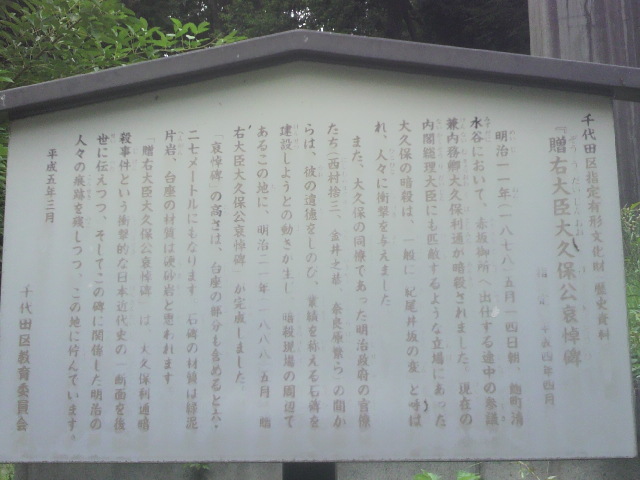 千代田区指定有形文化財 歴史資料
『贈右大臣大久保公哀悼碑
指定 平成四年四月
明治一一年(一八七八)五月一四日朝、麹町清
水谷において、赤坂御所へ出仕する途中の参議
兼内務卿大久保利通が暗殺されました。現在の
内閣総理大臣にも匹敵するような立場にあった
大久保の暗殺は、一般に「紀尾井坂の変」と呼ば
れ、人々に衝撃を与えました。
また、大久保の同僚であった明治政府の官僚
たち(西村捨三、金井之恭、奈良原繁ら)の間か
らは、彼の遺徳をしのび、業績を称える石碑を
建設しようとの動きが生じ、暗殺現場の周辺で
あるこの地に、明治二一年(一八八八)五月「贈
右大臣大久保公哀悼碑」が完成しました。
「哀悼碑」の高さは、台座の部分も含めると六・
二七メートルにもなります。石碑の材質は緑泥
片岩、台座の材質は硬砂岩と思われます。
「贈右大臣大久保公哀悼碑」は、大久保利通暗
殺事件という衝撃的な日本近代史の一断面を後
世に伝えつつ、そしてこの碑に関係した明治の
人々の痕跡を残しつつ、この地に佇んでいます。
平成五年三月
千代田区教育委員会